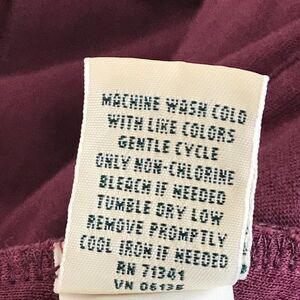 MACHINE WASH COLD
WITH LIKE COLORS
GENTLE CYCLE
ONLY NON-CHLORINE
BLEACH IF NEEDED
TUMBLE DRY LOW
REMOVE PROMPTLY
COOL IRON IF NEEDED
RN 71341
VN